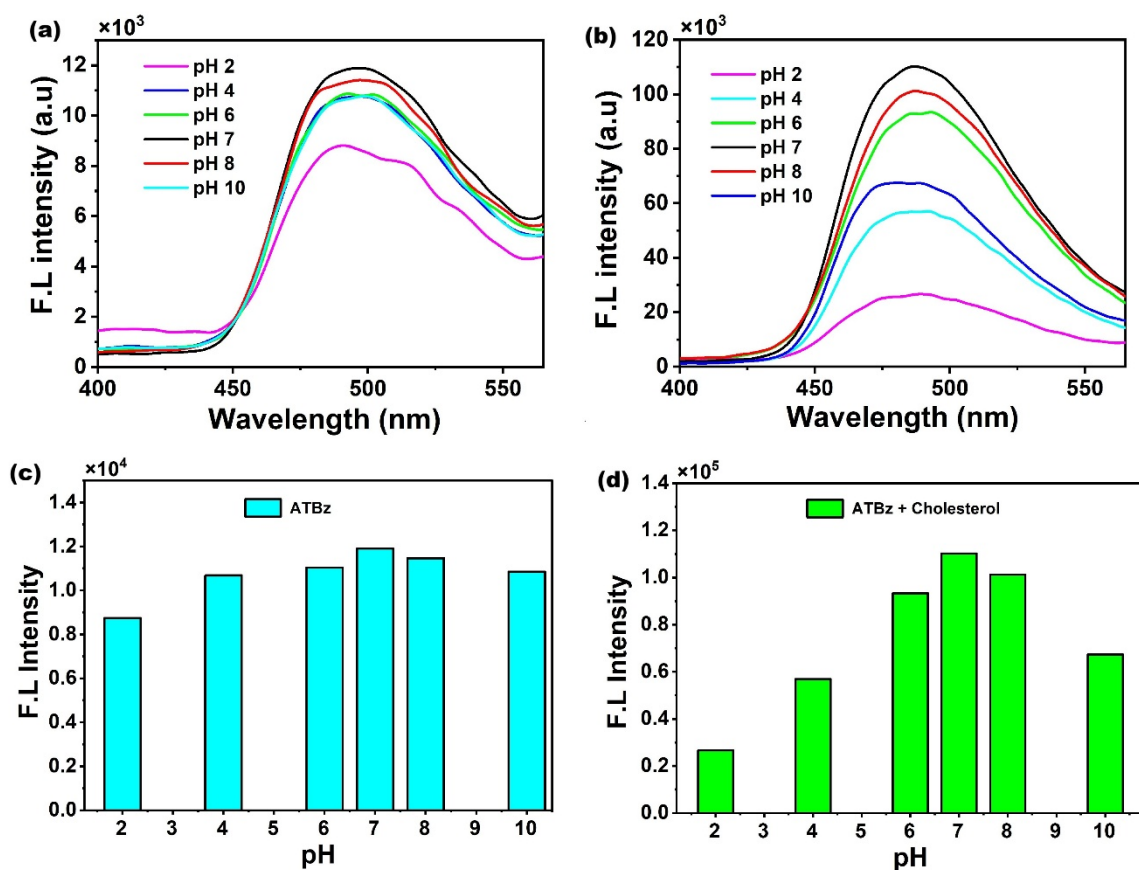 (a)
×10³
pH 2
pH 4
pH 6
pH 7
pH 8
pH 10
F.L intensity (a.u)
12
10
8
6
4
2
0
400 450 500 550
Wavelength (nm)
(b)
×10³
pH 2
pH 4
pH 6
pH 7
pH 8
pH 10
F.L intensity (a.u)
120
100
80
60
40
20
0
400 450 500 550
Wavelength (nm)
(c)
×10⁴
ATBz
F.L Intensity
1.4
1.2
1.0
0.8
0.6
0.4
0.2
0.0
2 3 4 5 6 7 8 9 10
pH
(d)
×10⁵
ATBz + Cholesterol
F.L Intensity
1.4
1.2
1.0
0.8
0.6
0.4
0.2
0.0
2 3 4 5 6 7 8 9 10
pH